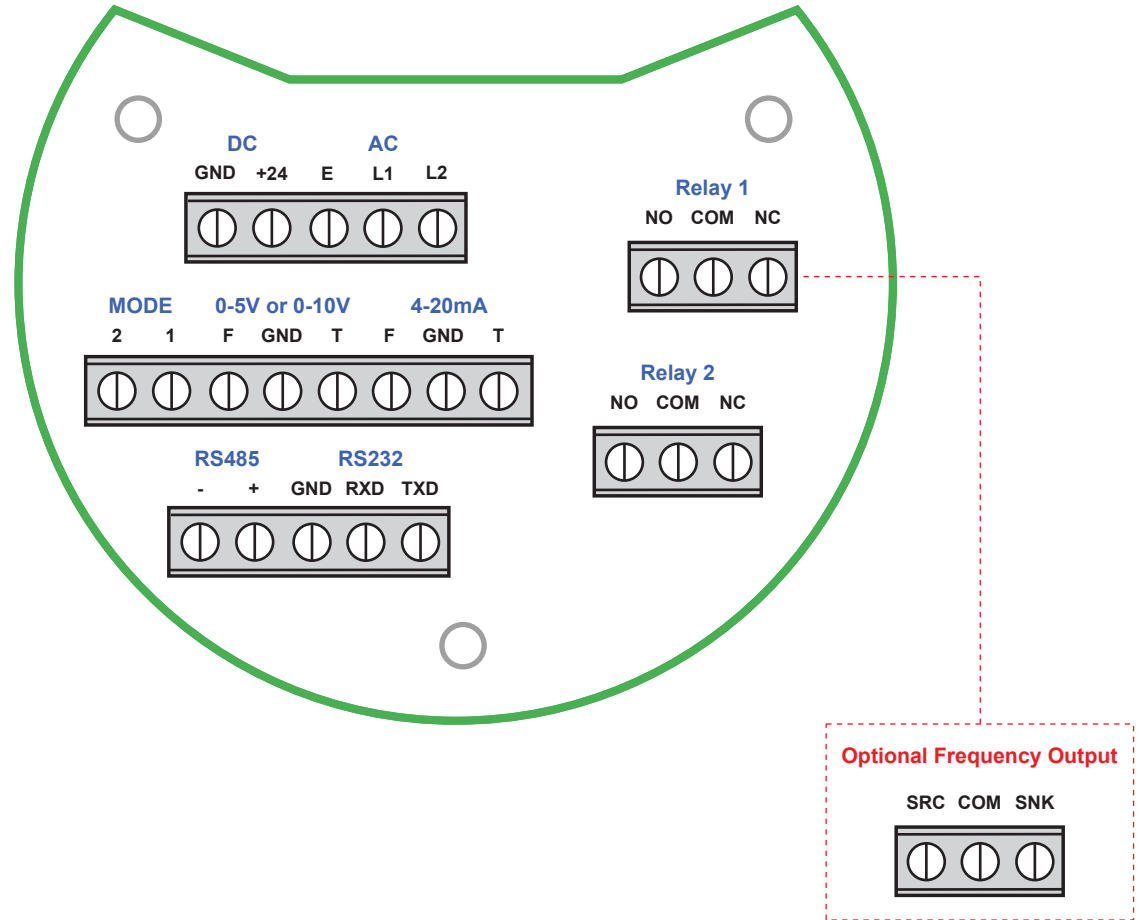 DC AC
GND +24 E L1 L2
Relay 1
NO COM NC
MODE 0-5V or 0-10V 4-20mA
2 1 F GND T F GND T
Relay 2
NO COM NC
RS485 RS232
- + GND RXD TXD
Optional Frequency Output
SRC COM SNK